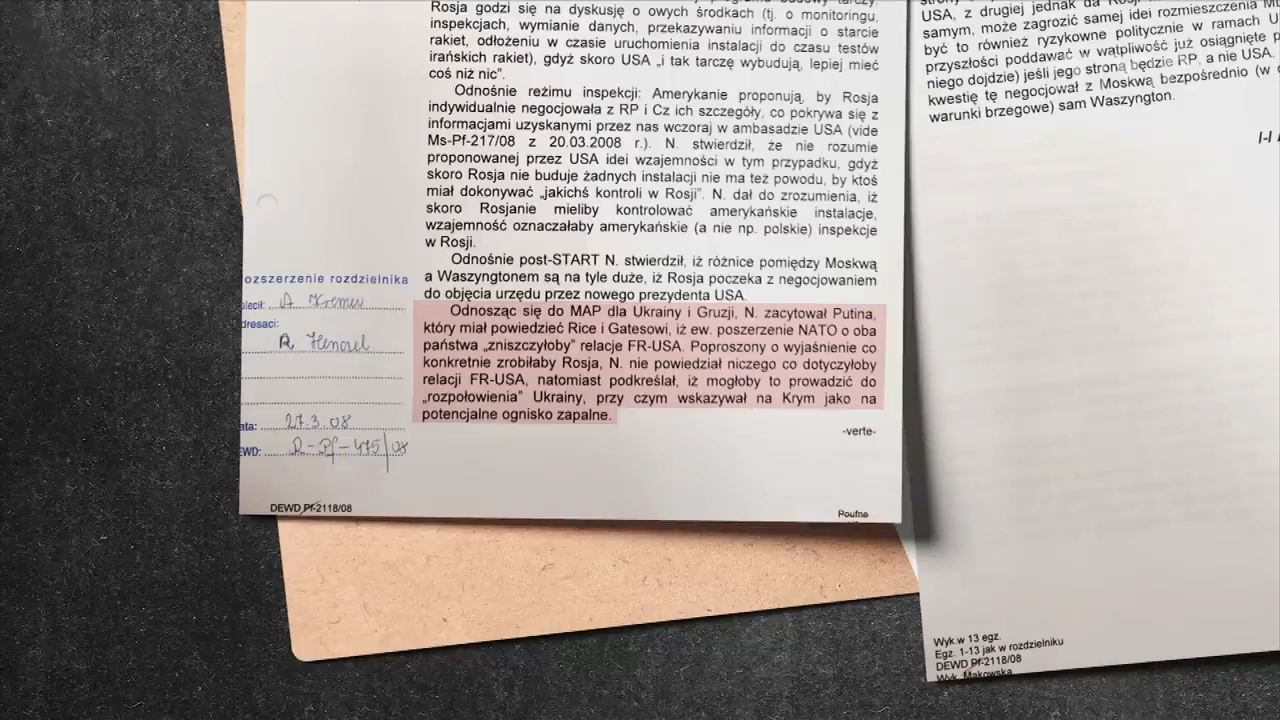 Rosja godzi się na dyskusję o owych środkach (tj. o monitoringu,
inspekcjach, wymianie danych, przekazywaniu informacji o starcie
rakiet, odłożeniu w czasie uruchomienia instalacji do czasu testów
irańskich rakiet), gdyż skoro USA „i tak tarczę wybudują, lepiej mieć
coś niż nic”.
Odnośnie reżimu inspekcji: Amerykanie proponują, by Rosja
indywidualnie negocjowała z RP i Cz ich szczegóły, co pokrywa się z
informacjami uzyskanymi przez nas wczoraj w ambasadzie USA (vide
Ms-Pf-217/08 z 20.03.2008 r.). N. stwierdził, że nie rozumie
proponowanej przez USA idei wzajemności w tym przypadku, gdyż
skoro Rosja nie buduje żadnych instalacji nie ma też powodu, by ktoś
miał dokonywać „jakichś kontroli w Rosji”. N. dał do zrozumienia, iż
skoro Rosjanie mieliby kontrolować amerykańskie instalacje,
wzajemność oznaczałaby amerykańskie (a nie np. polskie) inspekcje
w Rosji.
Odnośnie post-START N. stwierdził, iż różnice pomiędzy Moskwą
a Waszyngtonem są na tyle duże, iż Rosja poczeka z negocjowaniem
do objęcia urzędu przez nowego prezydenta USA.
Odnosząc się do MAP dla Ukrainy i Gruzji, N. zacytował Putina,
który miał powiedzieć Rice i Gatesowi, iż ew. poszerzenie NATO o oba
państwa „zniszczyłoby” relacje FR-USA. Poproszony o wyjaśnienie co
konkretnie zrobiłaby Rosja, N. nie powiedział niczego co dotyczyłoby
relacji FR-USA, natomiast podkreślał, iż mogłoby to prowadzić do
„rozpołowienia” Ukrainy, przy czym wskazywał na Krym jako na
potencjalne ognisko zapalne.
-verte-
ozszerzenie rozdzielnika
olecił: A Kremer
dresaci:
R Hensel
ata: 27.3.08
EWD: R-Pf-475/08
DEWD Pf-2118/08
Poufne
USA, z drugiej jednak da
samym, może zagrozić samej idei rozmieszczenia
być to również ryzykowne politycznie w ramach U
przyszłości poddawać w wątpliwość już osiągnięte p
niego dojdzie) jeśli jego stroną będzie RP, a nie USA.
kwestię tę negocjował z Moskwą bezpośrednio (w
warunki brzegowe) sam Waszyngton.
Wyk.w 13 egz.
Egz. 1-13 jak w rozdzielniku
DEWD Pf-2118/08
Wyk. Makowska